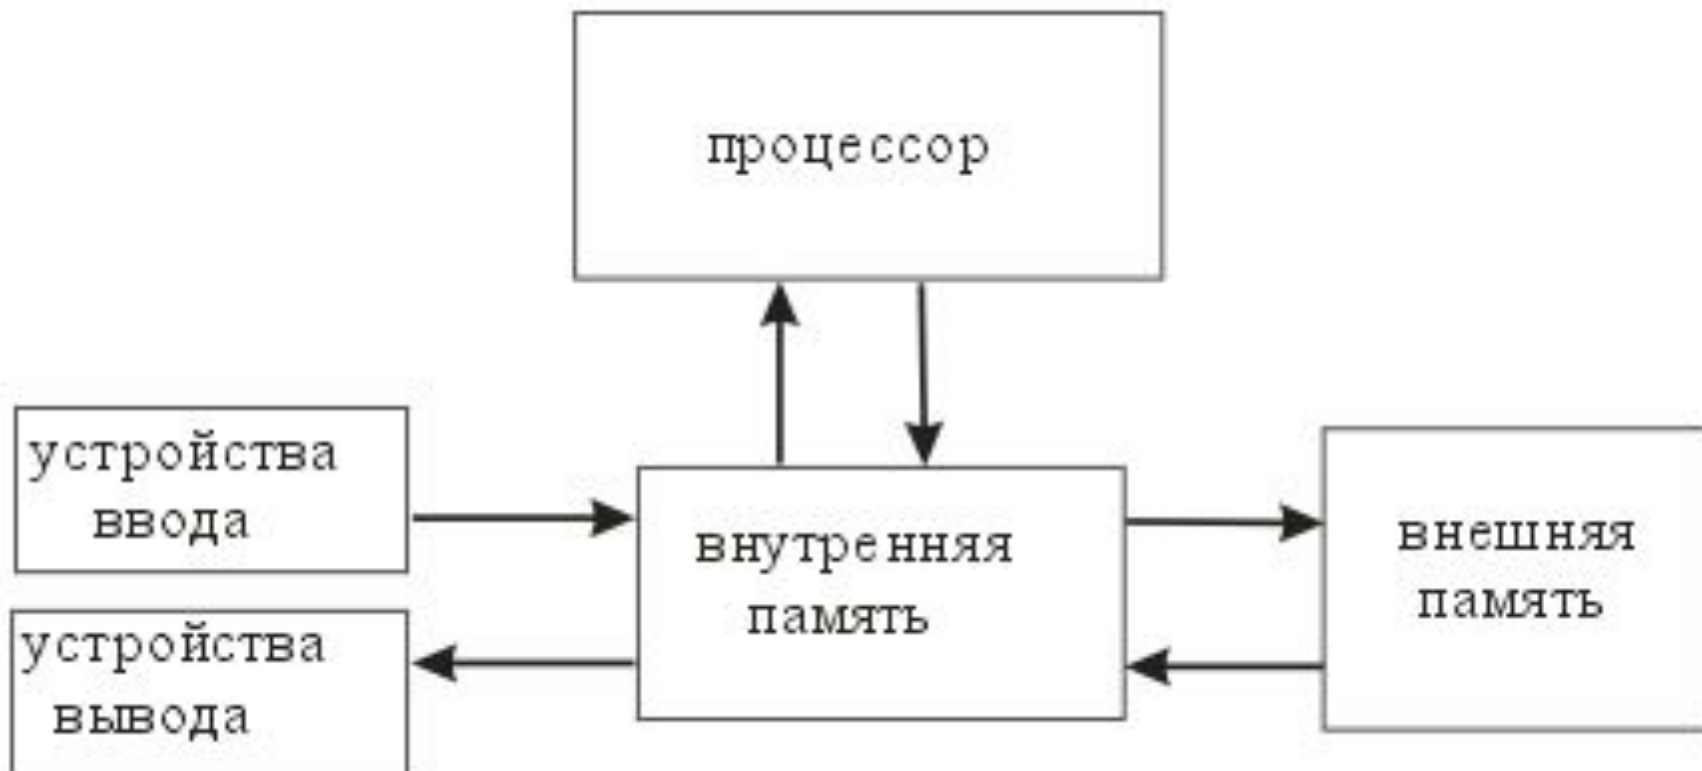 процессор
устройства
ввода
внутренняя
память
внешняя
память
устройства
вывода